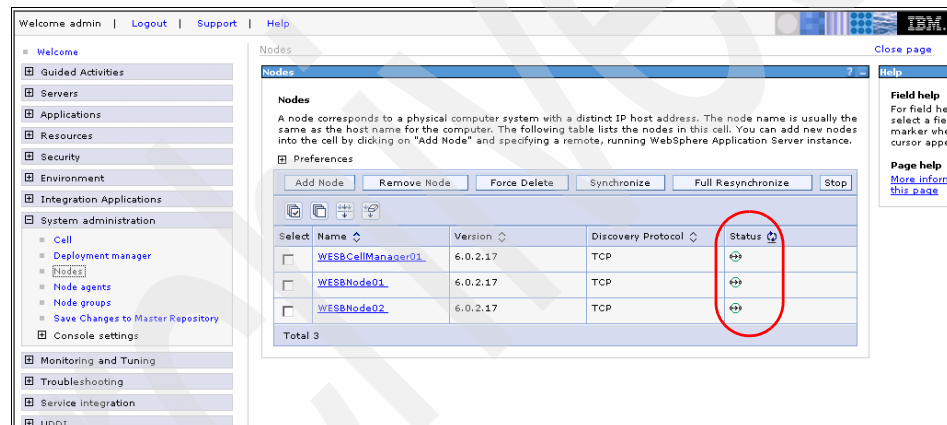 Welcome admin | Logout | Support | Help
IBM.
Welcome
Guided Activities
Servers
Applications
Resources
Security
Environment
Integration Applications
System administration
Cell
Deployment manager
Nodes
Node agents
Node groups
Save Changes to Master Repository
Console settings
Monitoring and Tuning
Troubleshooting
Service integration
UDDI
Nodes
Close page
Nodes ? -
Nodes
A node corresponds to a physical computer system with a distinct IP host address. The node name is usually the
same as the host name for the computer. The following table lists the nodes in this cell. You can add new nodes
into the cell by clicking on "Add Node" and specifying a remote, running WebSphere Application Server instance.
Preferences
Add Node Remove Node Force Delete Synchronize Full Resynchronize Stop
Select Name Version Discovery Protocol Status
WESBCellManager01 6.0.2.17 TCP
WESBNode01 6.0.2.17 TCP
WESBNode02 6.0.2.17 TCP
Total 3
Help
Field help
For field he
select a fie
marker whe
cursor appe
Page help
More inforn
this page